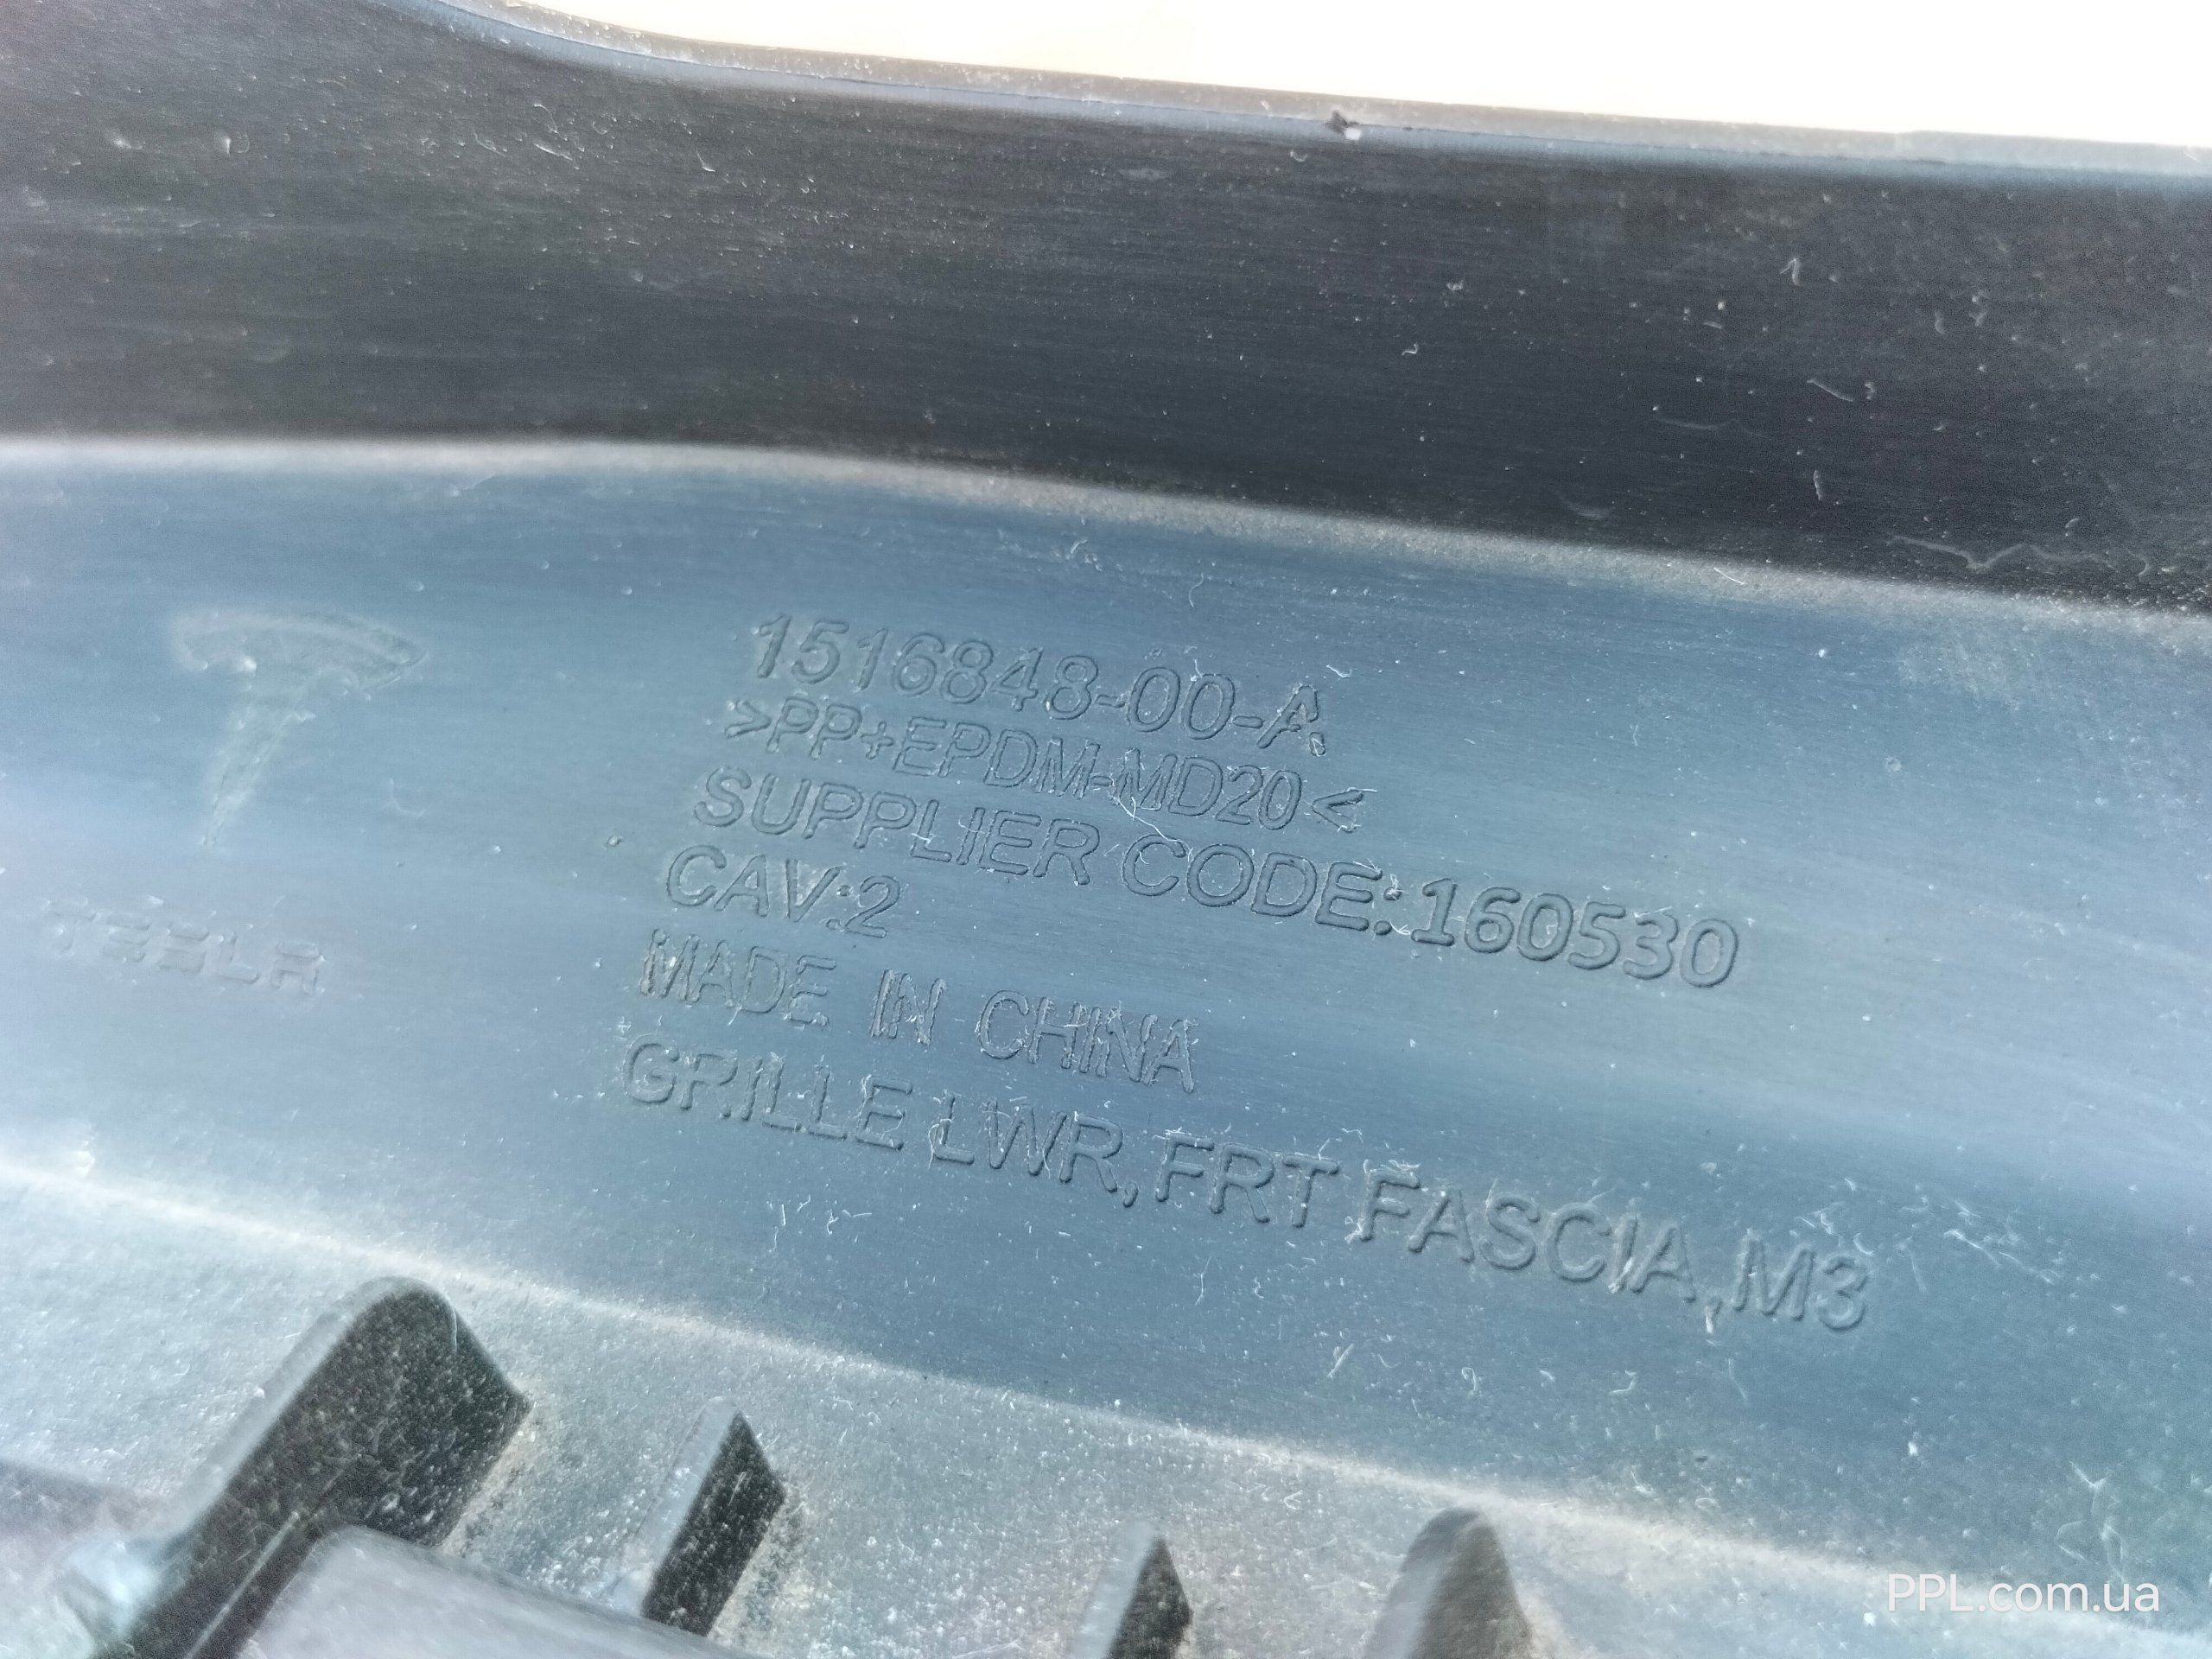 1516848-00-A
>PP+EPDM-MD20<
SUPPLIER CODE:160530
CAV:2
MADE IN CHINA
GRILLE LWR,FRT FASCIA,M3
TESLA
PPL.com.ua